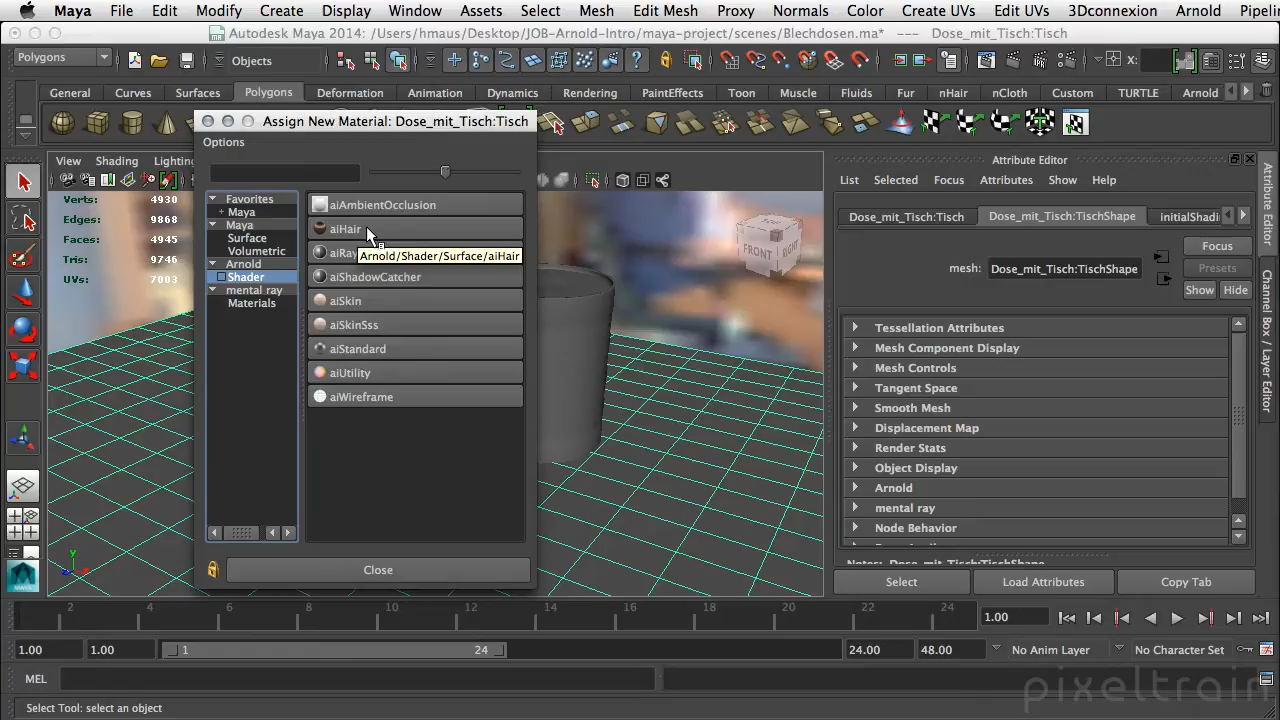 Maya File Edit Modify Create Display Window Assets Select Mesh Edit Mesh Proxy Normals Color Create UVs Edit UVs 3Dconnexion Arnold Pipelin
Autodesk Maya 2014: /Users/hmaus/Desktop/JOB-Arnold-Intro/maya-project/scenes/Blechdosen.ma* --- Dose_mit_Tisch:Tisch
Polygons Objects X:
General Curves Surfaces Polygons Deformation Animation Dynamics Rendering PaintEffects Toon Muscle Fluids Fur nHair nCloth Custom TURTLE Arnold
Assign New Material: Dose_mit_Tisch:Tisch
Options
View Shading Lighting
Verts: 4930
Edges: 9868
Faces: 4945
Tris: 9746
UVs: 7003
Favorites
+ Maya
Maya
Surface
Volumetric
Arnold
Shader
mental ray
Materials
aiAmbientOcclusion
aiHair
aiRay
Arnold/Shader/Surface/aiHair
aiShadowCatcher
aiSkin
aiSkinSss
aiStandard
aiUtility
aiWireframe
Close
FRONT RIGHT
Attribute Editor
List Selected Focus Attributes Show Help
Dose_mit_Tisch:Tisch Dose_mit_Tisch:TischShape initialShadi
mesh: Dose_mit_Tisch:TischShape
Focus
Presets
Show Hide
Tessellation Attributes
Mesh Component Display
Mesh Controls
Tangent Space
Smooth Mesh
Displacement Map
Render Stats
Object Display
Arnold
mental ray
Node Behavior
Notes: Dose_mit_Tisch:TischShape
Select Load Attributes Copy Tab
Attribute Editor
Channel Box / Layer Editor
y
x
2 4 6 8 10 12 14 16 18 20 22 24
1.00
1.00 1.00 1 24 24.00 48.00 No Anim Layer No Character Set
MEL
Select Tool: select an object
pixeltrain